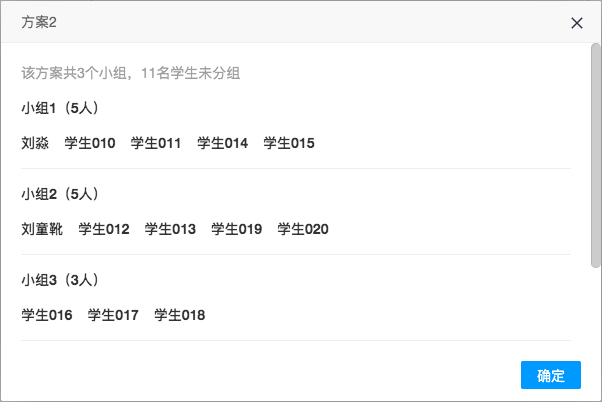 方案2
该方案共3个小组，11名学生未分组
小组1（5人）
刘淼 学生010 学生011 学生014 学生015
小组2（5人）
刘童靴 学生012 学生013 学生019 学生020
小组3（3人）
学生016 学生017 学生018
确定